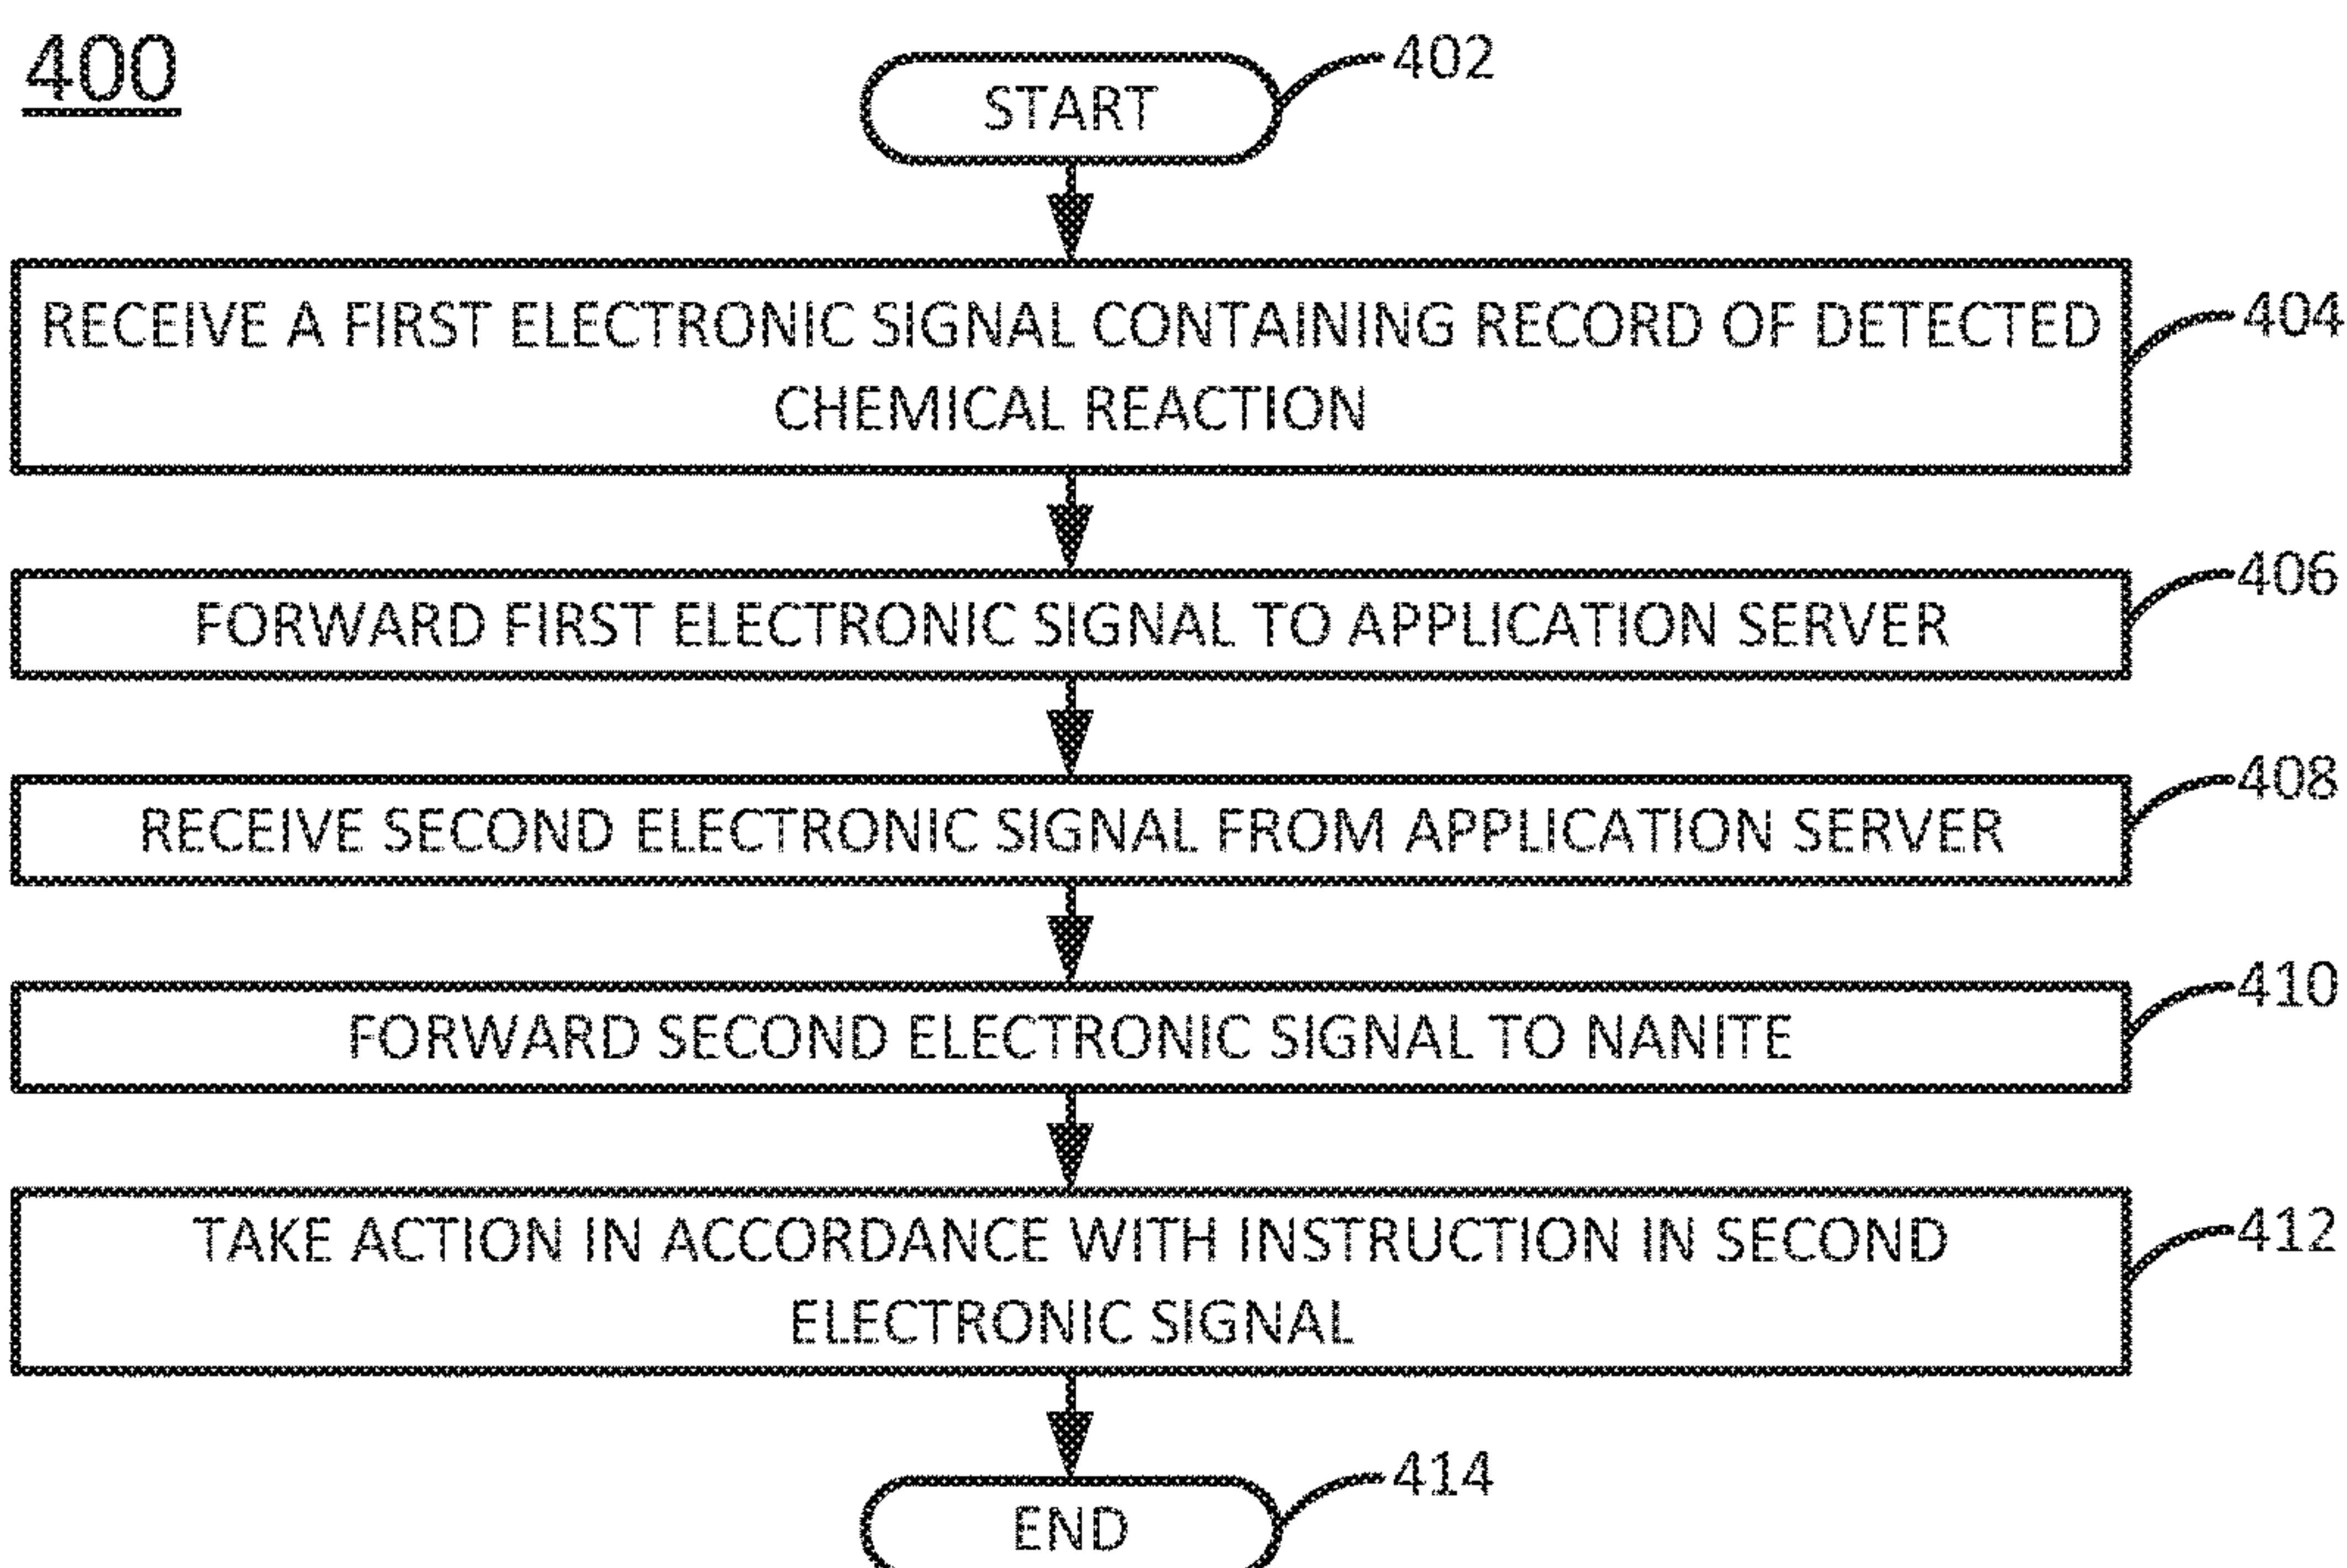 400
START
402
RECEIVE A FIRST ELECTRONIC SIGNAL CONTAINING RECORD OF DETECTED
CHEMICAL REACTION
404
FORWARD FIRST ELECTRONIC SIGNAL TO APPLICATION SERVER
406
RECEIVE SECOND ELECTRONIC SIGNAL FROM APPLICATION SERVER
408
FORWARD SECOND ELECTRONIC SIGNAL TO NANITE
410
TAKE ACTION IN ACCORDANCE WITH INSTRUCTION IN SECOND
ELECTRONIC SIGNAL
412
END
414